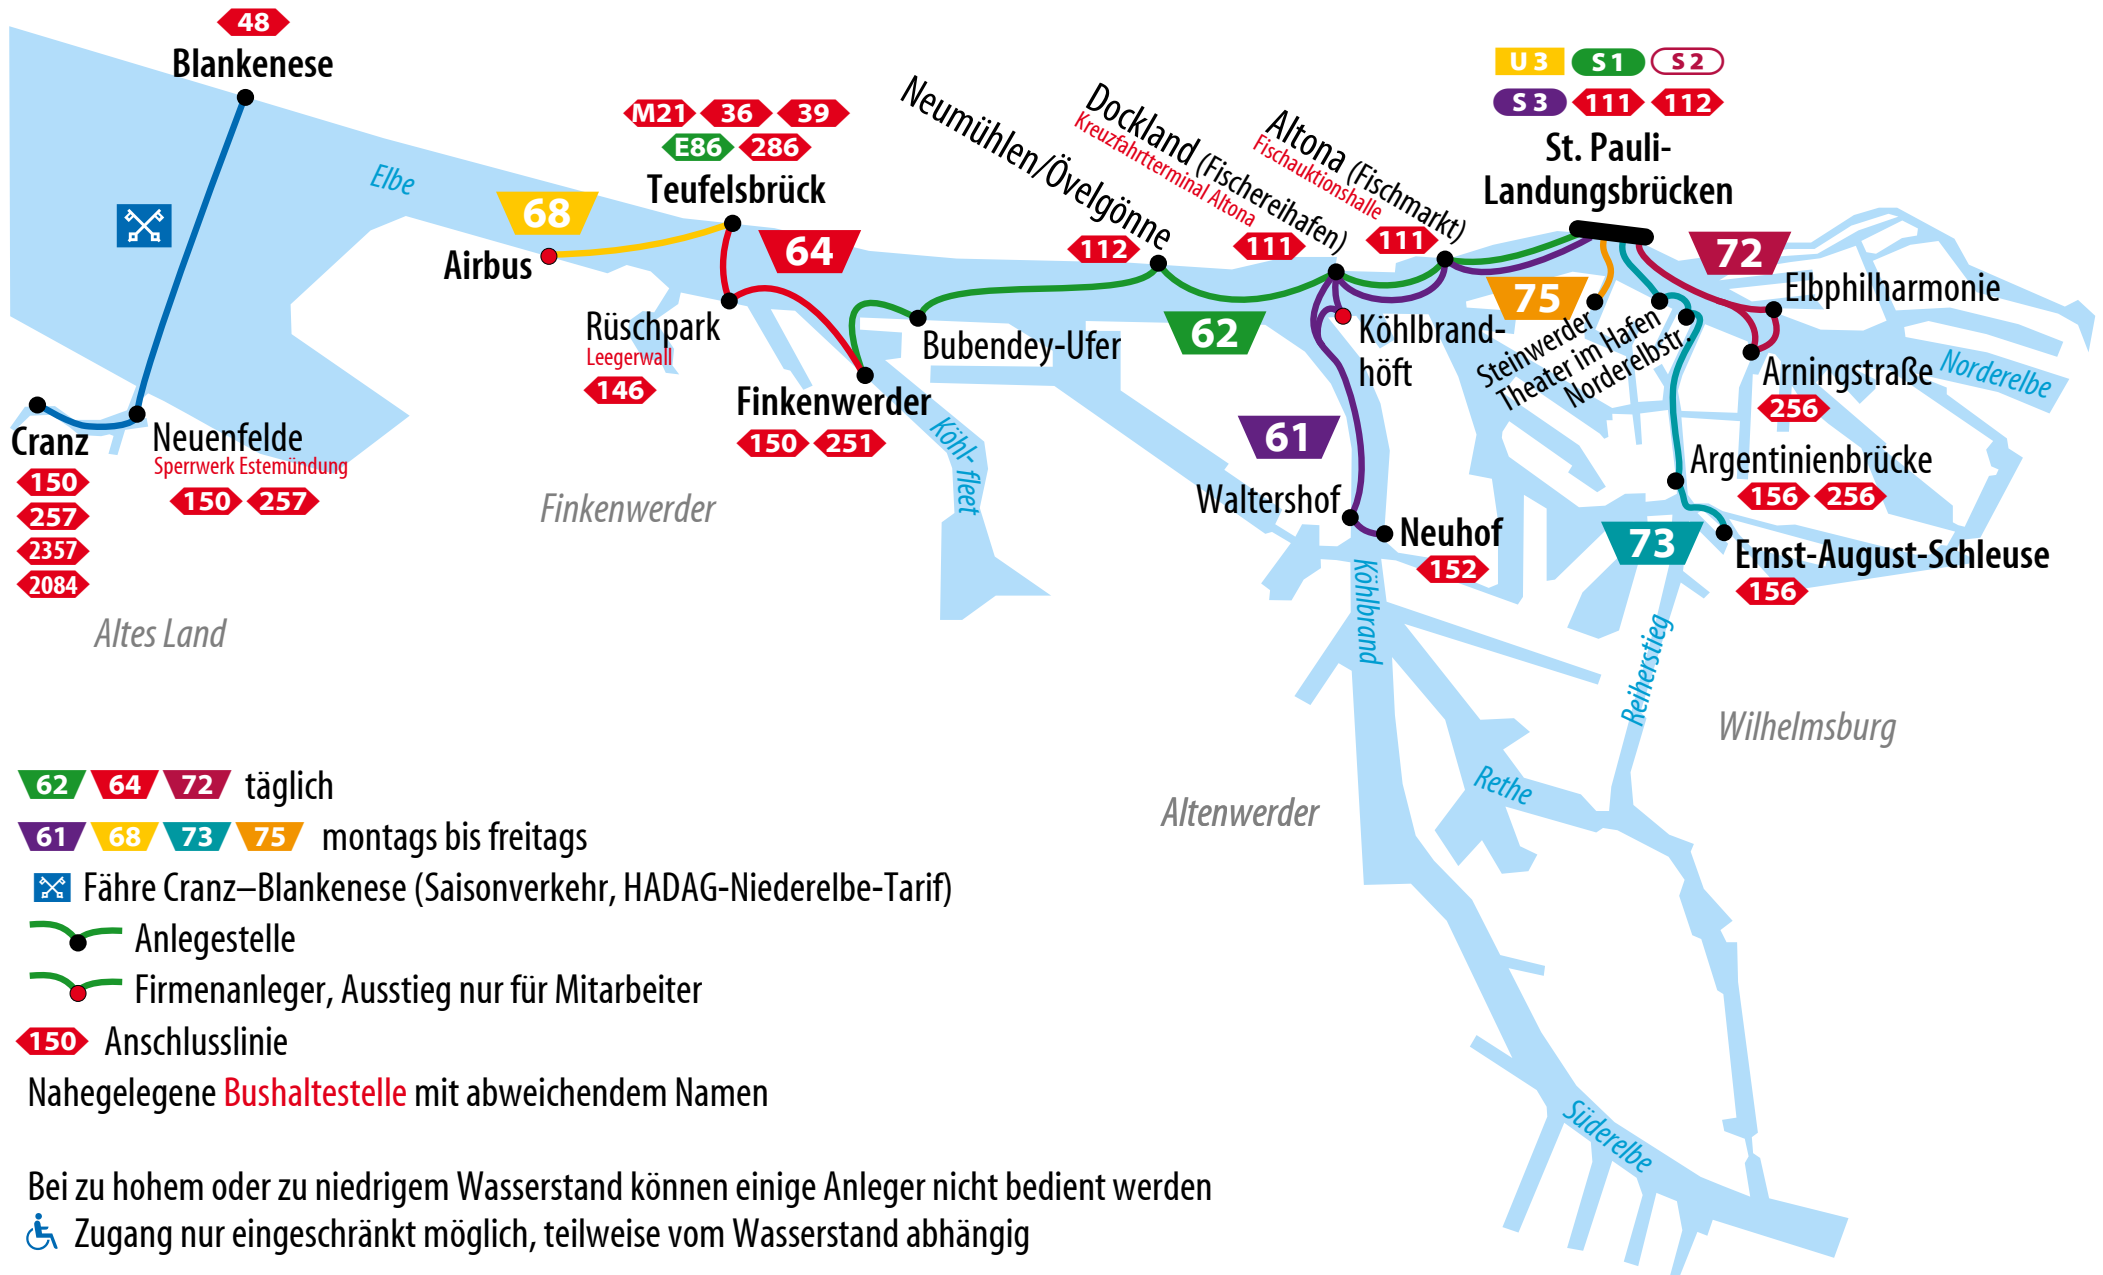 48
Blankenese
Elbe
68
Airbus
M21 36 39
E86 286
Teufelsbrück
64
Rüschpark
Leegerwall
146
Finkenwerder
150 251
Neumühlen/Övelgönne
112
Bubendey-Ufer
62
Dockland (Fischereihafen)
Kreuzfahrtterminal Altona
111
Altona (Fischmarkt)
Fischauktionshalle
111
U 3 S 1 S 2
S 3 111 112
St. Pauli-
Landungsbrücken
72
75
Elbphilharmonie
Köhlbrand-
höft
Steinwerder
Theater im Hafen
Norderelbstr.
Arningstraße
256
Norderelbe
Cranz
150
257
2357
2084
Neuenfelde
Sperrwerk Estemündung
150 257
Köhl- fleet
Finkenwerder
61
Waltershof
Neuhof
152
Argentinienbrücke
156 256
73
Ernst-August-Schleuse
156
Altes Land
Köhlbrand
Reiherstieg
Wilhelmsburg
Rethe
Altenwerder
Süderelbe
62 64 72 täglich
61 68 73 75 montags bis freitags
Fähre Cranz–Blankenese (Saisonverkehr, HADAG-Niederelbe-Tarif)
Anlegestelle
Firmenanleger, Ausstieg nur für Mitarbeiter
150 Anschlusslinie
Nahegelegene Bushaltestelle mit abweichendem Namen
Bei zu hohem oder zu niedrigem Wasserstand können einige Anleger nicht bedient werden
Zugang nur eingeschränkt möglich, teilweise vom Wasserstand abhängig